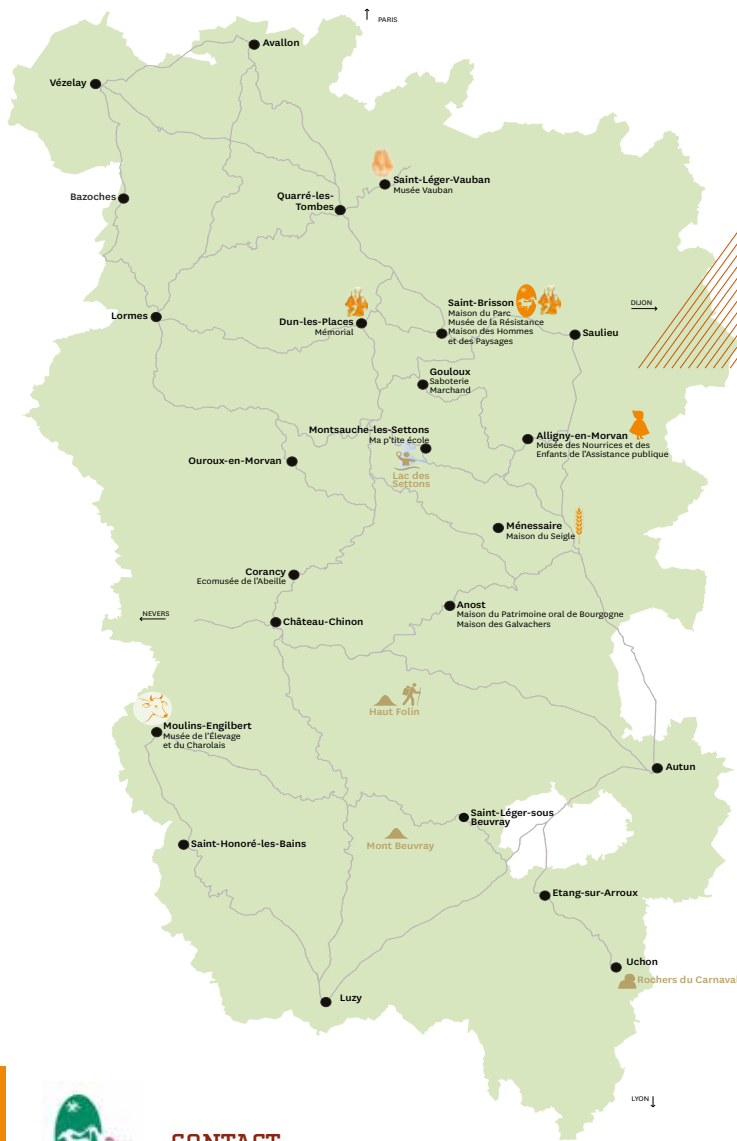 PARIS
Avallon
Vézelay
Saint-Léger-Vauban
Musée Vauban
Bazoches
Quarré-les-
Tombes
Saint-Brisson
Maison du Parc
Musée de la Résistance
Maison des Hommes
et des Paysages
DIJON
Lormes
Dun-les-Places
Mémorial
Saulieu
Gouloux
Saboterie
Marchand
Montsauche-les-Settons
Ma p'tite école
Alligny-en-Morvan
Musée des Nourrices et des
Enfants de l'Assistance publique
Ouroux-en-Morvan
Lac des
Settons
Ménessaire
Maison du Seigle
Corancy
Ecomusée de l'Abeille
Anost
Maison du Patrimoine oral de Bourgogne
Maison des Galvachers
NEVERS
Château-Chinon
Haut Folin
Moulins-Engilbert
Musée de l'Élevage
et du Charolais
Autun
Saint-Léger-sous
Beuvray
Mont Beuvray
Saint-Honoré-les-Bains
Etang-sur-Arroux
Uchon
Rochers du Carnaval
Luzy
LYON
CONTACT